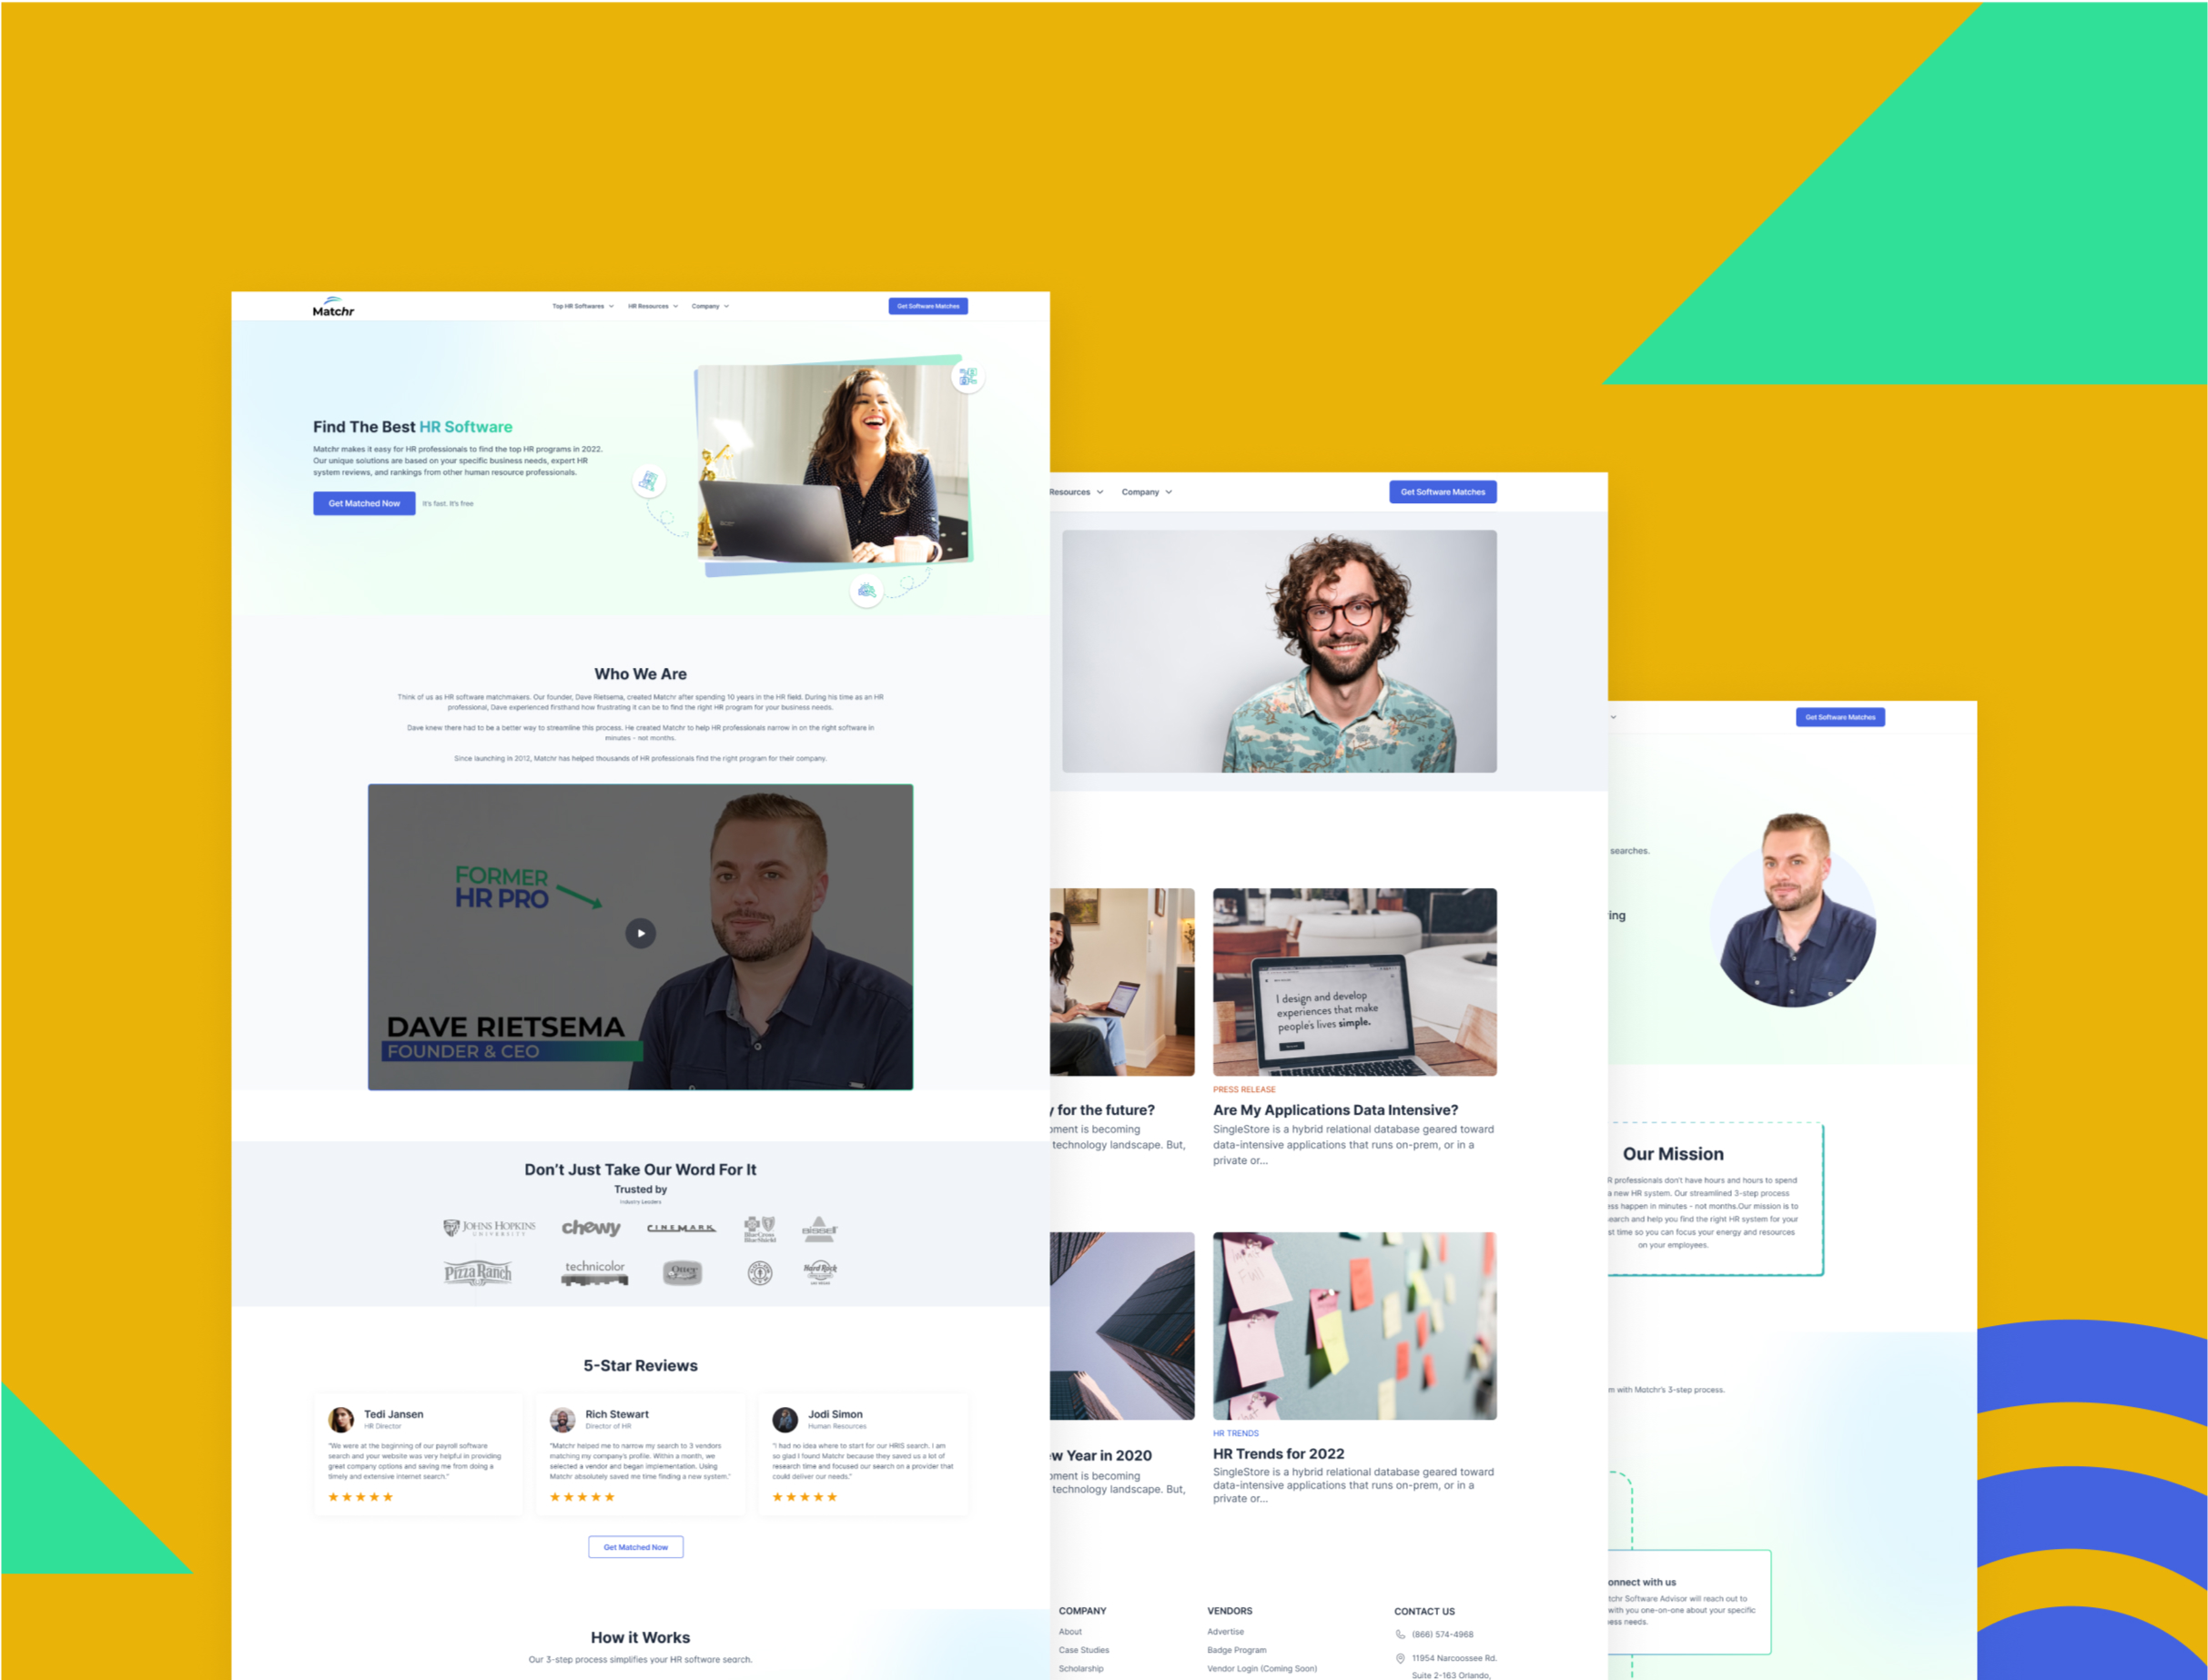 Matchr
Top HR Softwares
HR Resources
Company
Get Software Matches
Find The Best HR Software
Matchr makes it easy for HR professionals to find the top HR programs in 2022.
Our unique solutions are based on your specific business needs, expert HR
system reviews, and rankings from other human resource professionals.
Get Matched Now
It's fast. It's free
Who We Are
Think of us as HR software matchmakers. Our founder, Dave Rietsema, created Matchr after spending 10 years in the HR field. During his time as an HR
professional, Dave experienced firsthand how frustrating it can be to find the right HR program for your business needs.
Dave knew there had to be a better way to streamline this process. He created Matchr to help HR professionals narrow in on the right software in
minutes - not months.
Since launching in 2012, Matchr has helped thousands of HR professionals find the right program for their company.
FORMER
HR PRO
DAVE RIETSEMA
FOUNDER & CEO
Don't Just Take Our Word For It
Trusted by
Industry Leaders
JOHNS HOPKINS
UNIVERSITY
chewy
CINEMARK
BlueCross
BlueShield
BISSELL
Pizza Ranch
technicolor
Otter
Hard Rock
5-Star Reviews
Tedi Jansen
HR Director
"We were at the beginning of our payroll software
search and your website was very helpful in providing
great company options and saving me from doing a
timely and extensive internet search."
Rich Stewart
Director of HR
"Matchr helped me to narrow my search to 3 vendors
matching my company's profile. Within a month, we
selected a vendor and began implementation. Using
Matchr absolutely saved me time finding a new system."
Jodi Simon
Human Resources
"I had no idea where to start for our HRIS search. I am
so glad I found Matchr because they saved us a lot of
research time and focused our search on a provider that
could deliver our needs."
Get Matched Now
How it Works
Our 3-step process simplifies your HR software search.
Resources
Company
Get Software Matches
I design and develop
experiences that make
people's lives simple.
y for the future?
pment is becoming
technology landscape. But,
PRESS RELEASE
Are My Applications Data Intensive?
SingleStore is a hybrid relational database geared toward
data-intensive applications that runs on-prem, or in a
private or...
ew Year in 2020
pment is becoming
technology landscape. But,
HR TRENDS
HR Trends for 2022
SingleStore is a hybrid relational database geared toward
data-intensive applications that runs on-prem, or in a
private or...
COMPANY
About
Case Studies
Scholarship
VENDORS
Advertise
Badge Program
Vendor Login (Coming Soon)
CONTACT US
(866) 574-4968
11954 Narcoossee Rd.
Suite 2-163 Orlando,
Get Software Matches
searches.
ing
Our Mission
R professionals don't have hours and hours to spend
a new HR system. Our streamlined 3-step process
ess happen in minutes - not months.Our mission is to
earch and help you find the right HR system for your
st time so you can focus your energy and resources
on your employees.
m with Matchr's 3-step process.
onnect with us
tchr Software Advisor will reach out to
with you one-on-one about your specific
ess needs.